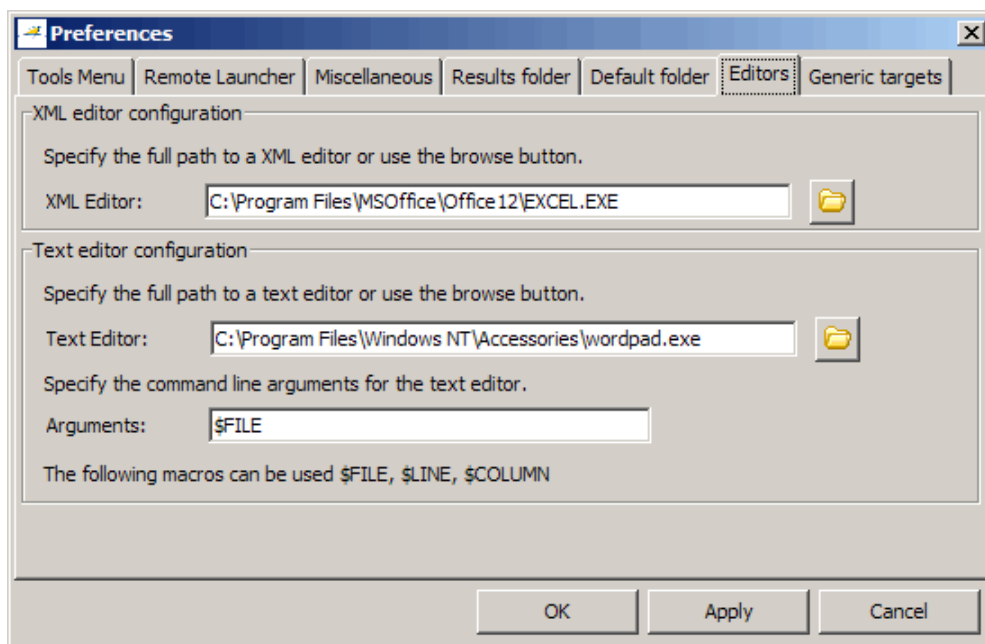 Preferences
Tools Menu Remote Launcher Miscellaneous Results folder Default folder Editors Generic targets
XML editor configuration
Specify the full path to a XML editor or use the browse button.
XML Editor: C:\Program Files\MSOffice\Office12\EXCEL.EXE
Text editor configuration
Specify the full path to a text editor or use the browse button.
Text Editor: C:\Program Files\Windows NT\Accessories\wordpad.exe
Specify the command line arguments for the text editor.
Arguments: $FILE
The following macros can be used $FILE, $LINE, $COLUMN
OK Apply Cancel